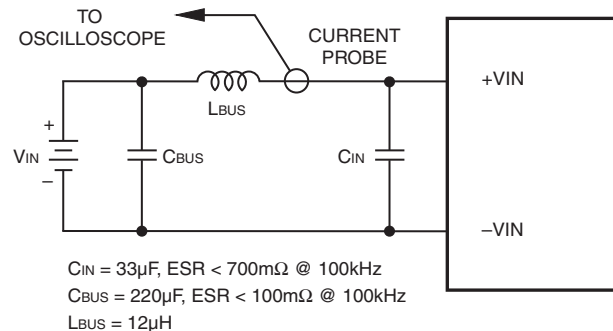 TO
OSCILLOSCOPE
CURRENT
PROBE
+VIN
LBUS
+
VIN
–
CBUS
CIN
–VIN
CIN = 33µF, ESR < 700mΩ @ 100kHz
CBUS = 220µF, ESR < 100mΩ @ 100kHz
LBUS = 12µH